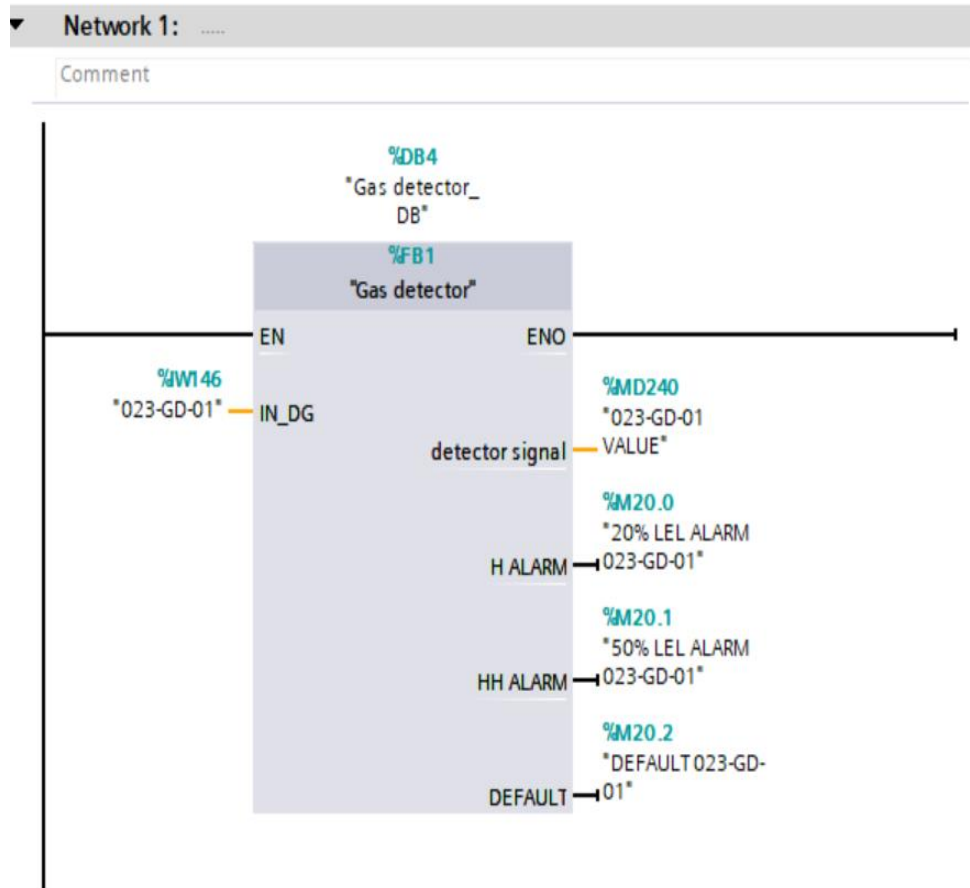 Network 1: .....
Comment
%DB4
"Gas detector_
DB"
%FB1
"Gas detector"
EN
ENO
%IW146
"023-GD-01"
IN_DG
%MD240
"023-GD-01
VALUE"
detector signal
%M20.0
"20% LEL ALARM
023-GD-01"
H ALARM
%M20.1
"50% LEL ALARM
023-GD-01"
HH ALARM
%M20.2
"DEFAULT 023-GD-
01"
DEFAULT